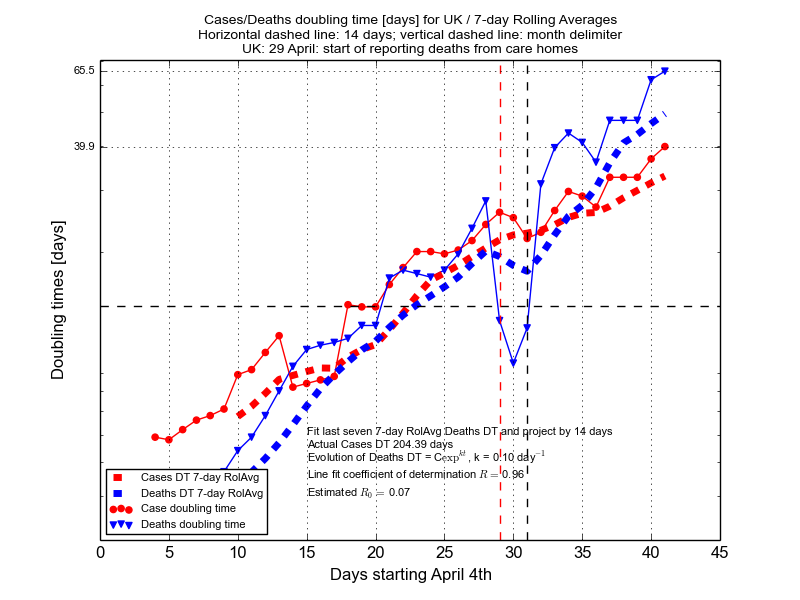 Cases/Deaths doubling time [days] for UK / 7-day Rolling Averages
Horizontal dashed line: 14 days; vertical dashed line: month delimiter
UK: 29 April: start of reporting deaths from care homes
65.5
39.9
Doubling times [days]
Fit last seven 7-day RolAvg Deaths DT and project by 14 days
Actual Cases DT 204.39 days
Evolution of Deaths DT = Cexp^kt, k = 0.10 day^−1
Line fit coefficient of determination R = 0.96
Estimated R_0 = 0.07
Cases DT 7-day RolAvg
Deaths DT 7-day RolAvg
Case doubling time
Deaths doubling time
0 5 10 15 20 25 30 35 40 45
Days starting April 4th